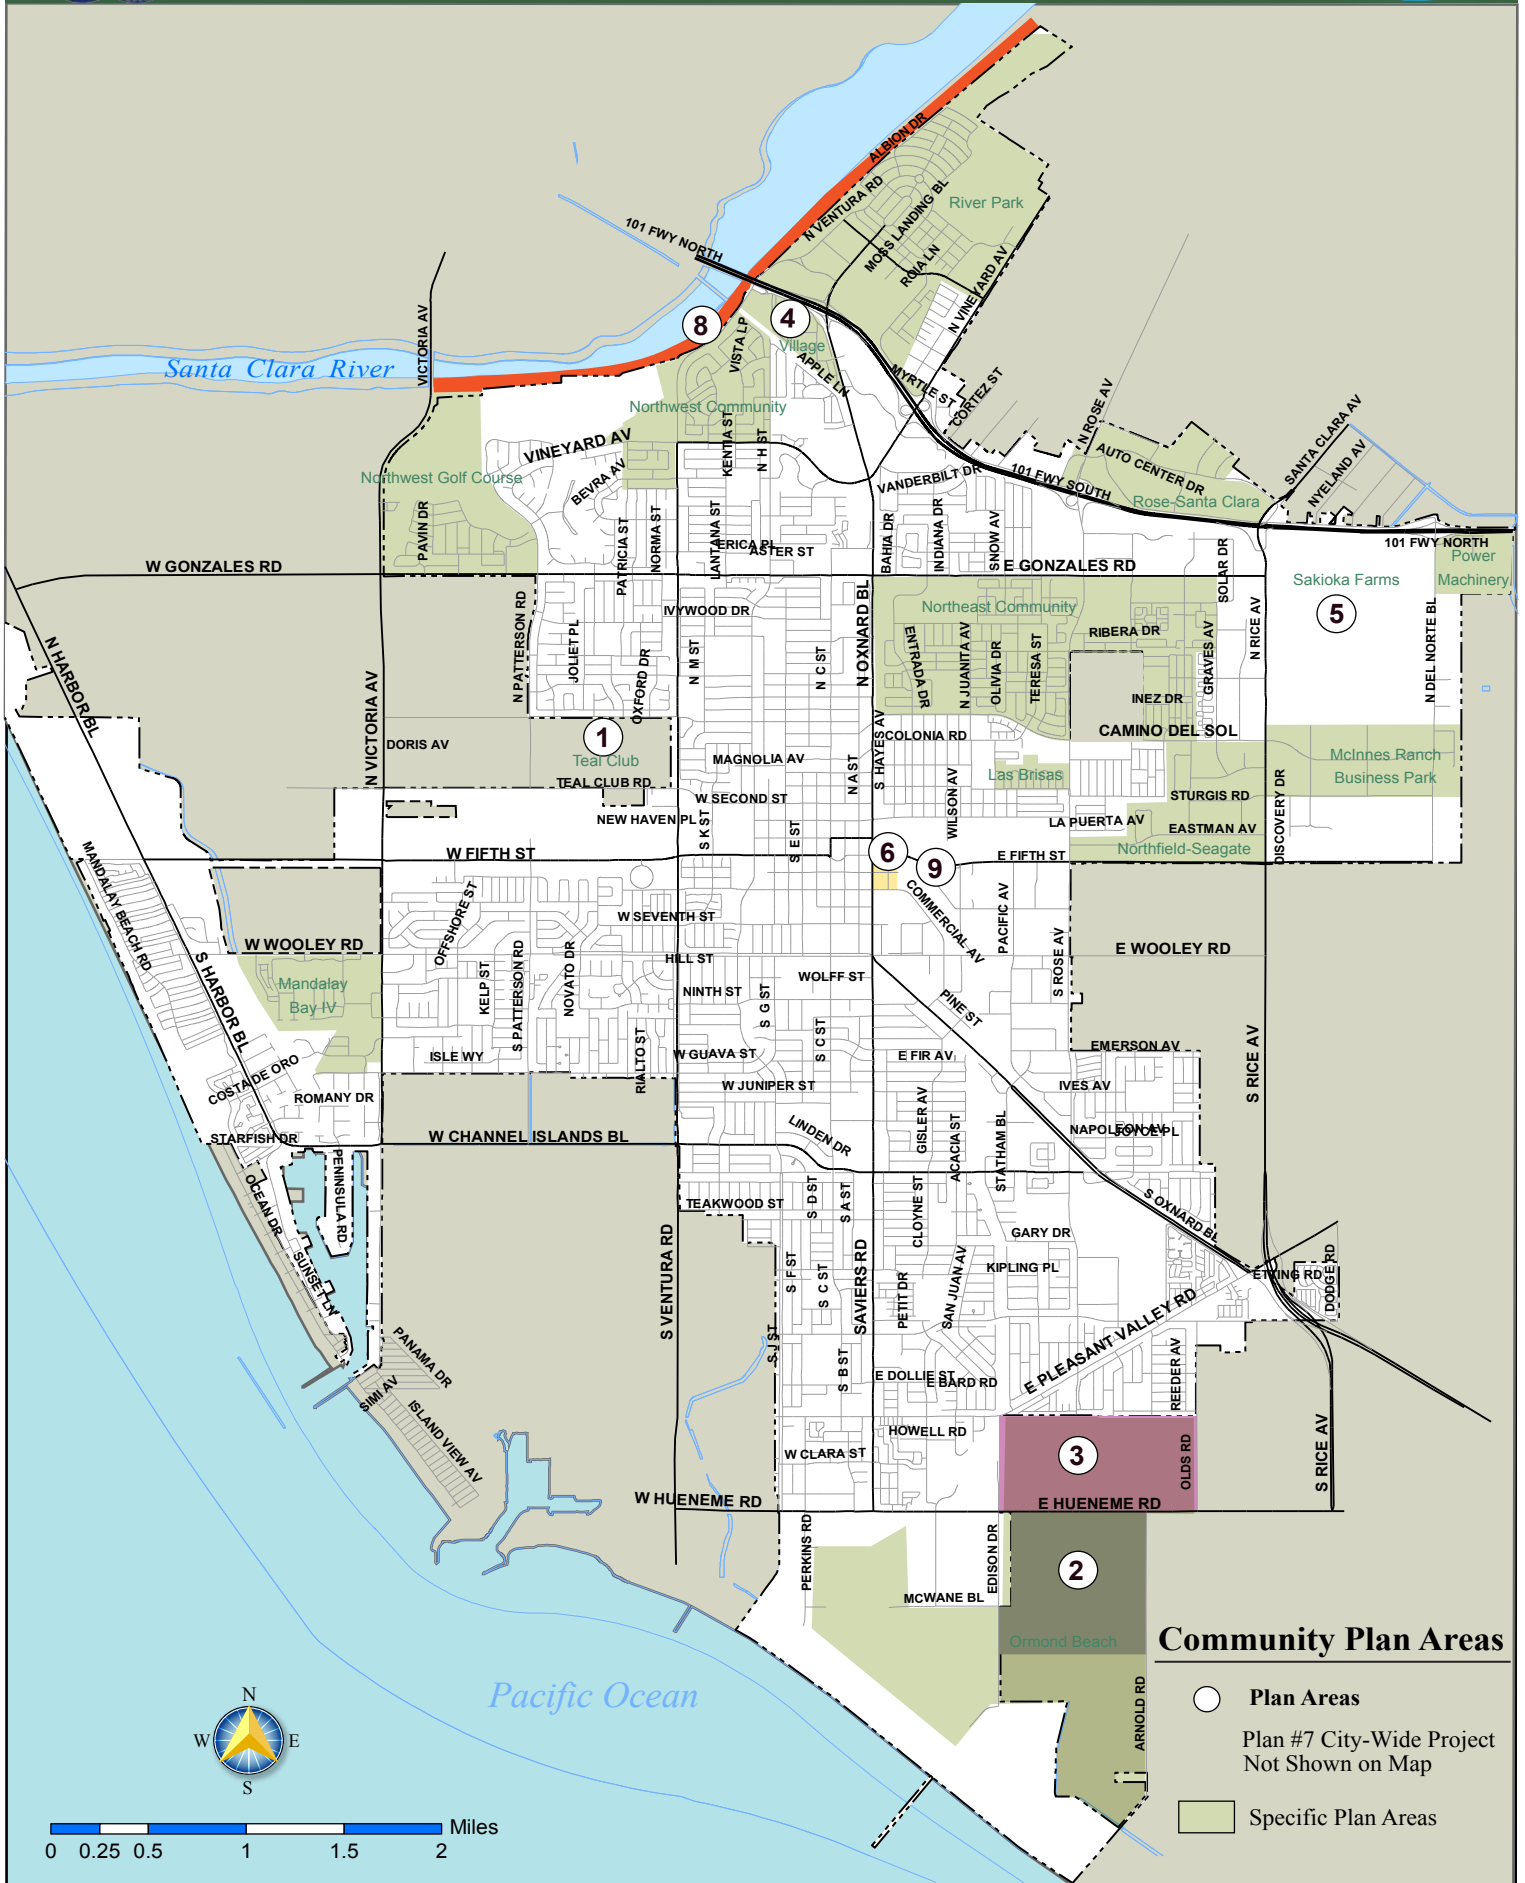 ALBION DR
N VENTURA RD
MOSS LANDING BL
River Park
ROIA LN
101 FWY NORTH
N VINEYARD AV
VICTORIA AV
8
4
Village
VISTA LP
APPLE LN
Santa Clara River
MYRTLE ST
CORTEZ ST
N ROSE AV
Northwest Community
VINEYARD AV
KENTIA ST
N H ST
AUTO CENTER DR
SANTA CLARA AV
NYELAND AV
BEVRA AV
Northwest Golf Course
VANDERBILT DR
101 FWY SOUTH
Rose-Santa Clara
PAVIN DR
PATRICIA ST
NORMA ST
LANTANA ST
ERICA PL
ASTER ST
BAHIA DR
INDIANA DR
SNOW AV
SOLAR DR
101 FWY NORTH
Power
Machinery
W GONZALES RD
E GONZALES RD
Sakioka Farms
5
N PATTERSON RD
IVYWOOD DR
N OXNARD BL
Northeast Community
RIBERA DR
N RICE AV
N DEL NORTE BL
JOLIET PL
OXFORD DR
N M ST
N C ST
ENTRADA DR
N JUANITA AV
OLIVIA DR
TERESA ST
GRAVES AV
INEZ DR
N HARBOR BL
N VICTORIA AV
1
DORIS AV
Teal Club
TEAL CLUB RD
MAGNOLIA AV
COLONIA RD
CAMINO DEL SOL
S HAYES AV
N A ST
Las Brisas
McInnes Ranch
Business Park
W SECOND ST
STURGIS RD
NEW HAVEN PL
S K ST
S E ST
WILSON AV
LA PUERTA AV
EASTMAN AV
DISCOVERY DR
W FIFTH ST
6
9
E FIFTH ST
Northfield-Seagate
MANDALAY BEACH RD
OFFSHORE ST
W SEVENTH ST
COMMERCIAL AV
PACIFIC AV
W WOOLEY RD
HILL ST
E WOOLEY RD
S HARBOR BL
Mandalay
Bay IV
KELP ST
S PATTERSON RD
NOVATO DR
NINTH ST
S G ST
WOLFF ST
S ROSE AV
PINE ST
ISLE WY
RIALTO ST
W GUAVA ST
S C ST
E FIR AV
EMERSON AV
S RICE AV
COSTA DE ORO
ROMANY DR
W JUNIPER ST
IVES AV
GISLER AV
ACACIA ST
STATHAM BL
NAPOLEON AV
JOYCE PL
STARFISH DR
W CHANNEL ISLANDS BL
LINDEN DR
PENINSULA RD
OCEAN DR
TEAKWOOD ST
S D ST
S A ST
CLOYNE ST
S OXNARD BL
GARY DR
SUNSET LN
S VENTURA RD
S F ST
S C ST
SAVIERS RD
PETIT DR
SAN JUAN AV
KIPLING PL
ETTING RD
DODGE RD
PANAMA DR
S J ST
S B ST
E DOLLIE ST
E BARD RD
E PLEASANT VALLEY RD
REEDER AV
SIMI AV
ISLAND VIEW AV
HOWELL RD
W CLARA ST
3
OLDS RD
S RICE AV
W HUENEME RD
E HUENEME RD
PERKINS RD
EDISON DR
2
MCWANE BL
Ormond Beach
ARNOLD RD
Community Plan Areas
Plan Areas
Plan #7 City-Wide Project
Not Shown on Map
Specific Plan Areas
Pacific Ocean
N
W E
S
Miles
0 0.25 0.5 1 1.5 2